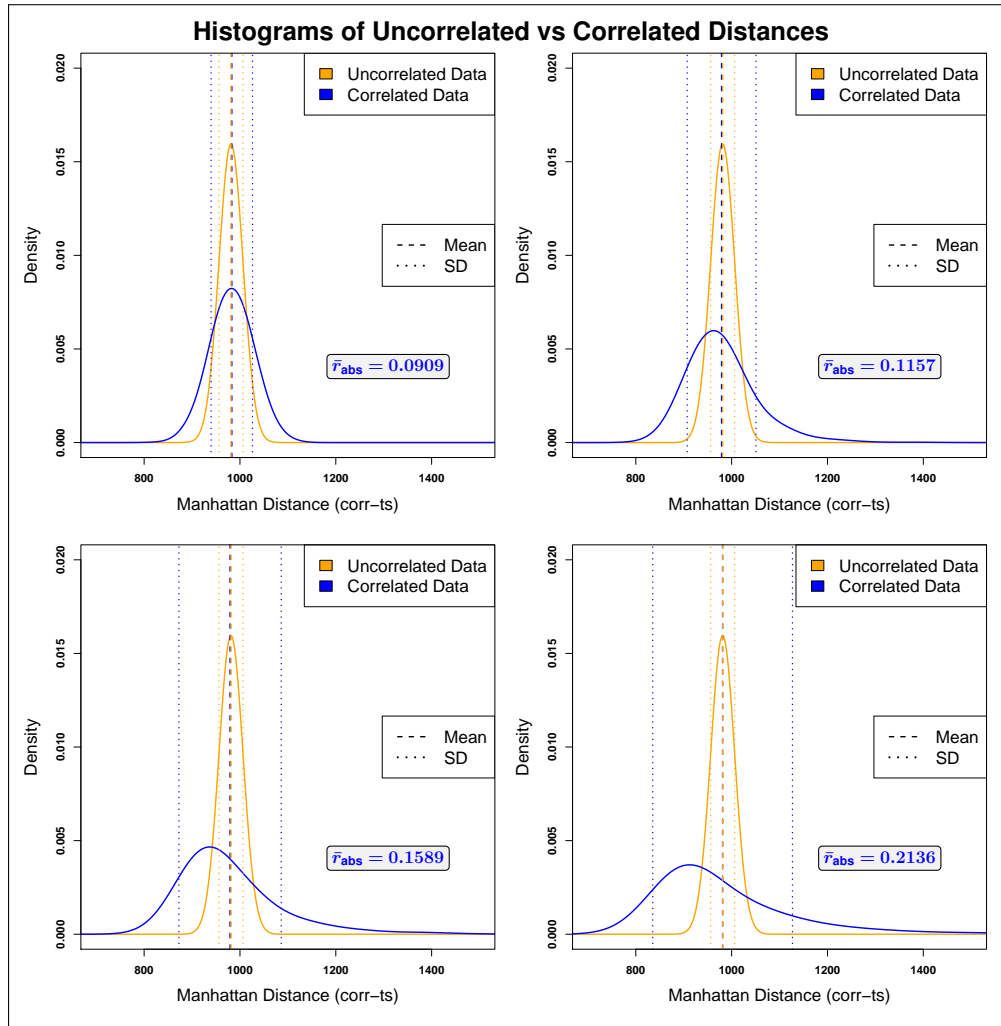 Histograms of Uncorrelated vs Correlated Distances
Uncorrelated Data
Correlated Data
Mean
SD
r̄abs = 0.0909
Density
0.000
0.005
0.010
0.015
0.020
800
1000
1200
1400
Manhattan Distance (corr−ts)
Uncorrelated Data
Correlated Data
Mean
SD
r̄abs = 0.1157
Density
0.000
0.005
0.010
0.015
0.020
800
1000
1200
1400
Manhattan Distance (corr−ts)
Uncorrelated Data
Correlated Data
Mean
SD
r̄abs = 0.1589
Density
0.000
0.005
0.010
0.015
0.020
800
1000
1200
1400
Manhattan Distance (corr−ts)
Uncorrelated Data
Correlated Data
Mean
SD
r̄abs = 0.2136
Density
0.000
0.005
0.010
0.015
0.020
800
1000
1200
1400
Manhattan Distance (corr−ts)